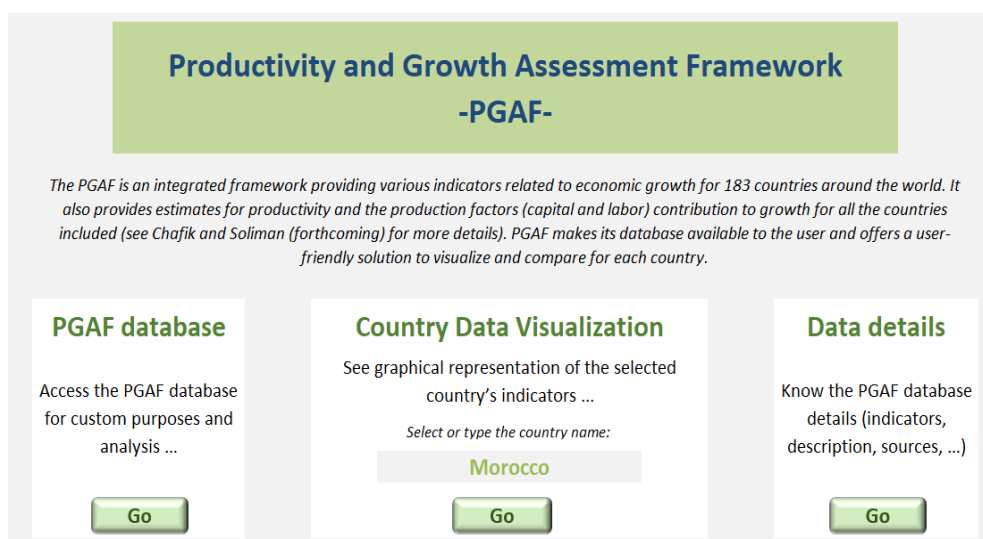 Productivity and Growth Assessment Framework
-PGAF-
The PGAF is an integrated framework providing various indicators related to economic growth for 183 countries around the world. It
also provides estimates for productivity and the production factors (capital and labor) contribution to growth for all the countries
included (see Chafik and Soliman (forthcoming) for more details). PGAF makes its database available to the user and offers a user-
friendly solution to visualize and compare for each country.
PGAF database
Access the PGAF database
for custom purposes and
analysis ...
Go
Country Data Visualization
See graphical representation of the selected
country's indicators ...
Select or type the country name:
Morocco
Go
Data details
Know the PGAF database
details (indicators,
description, sources, ...)
Go